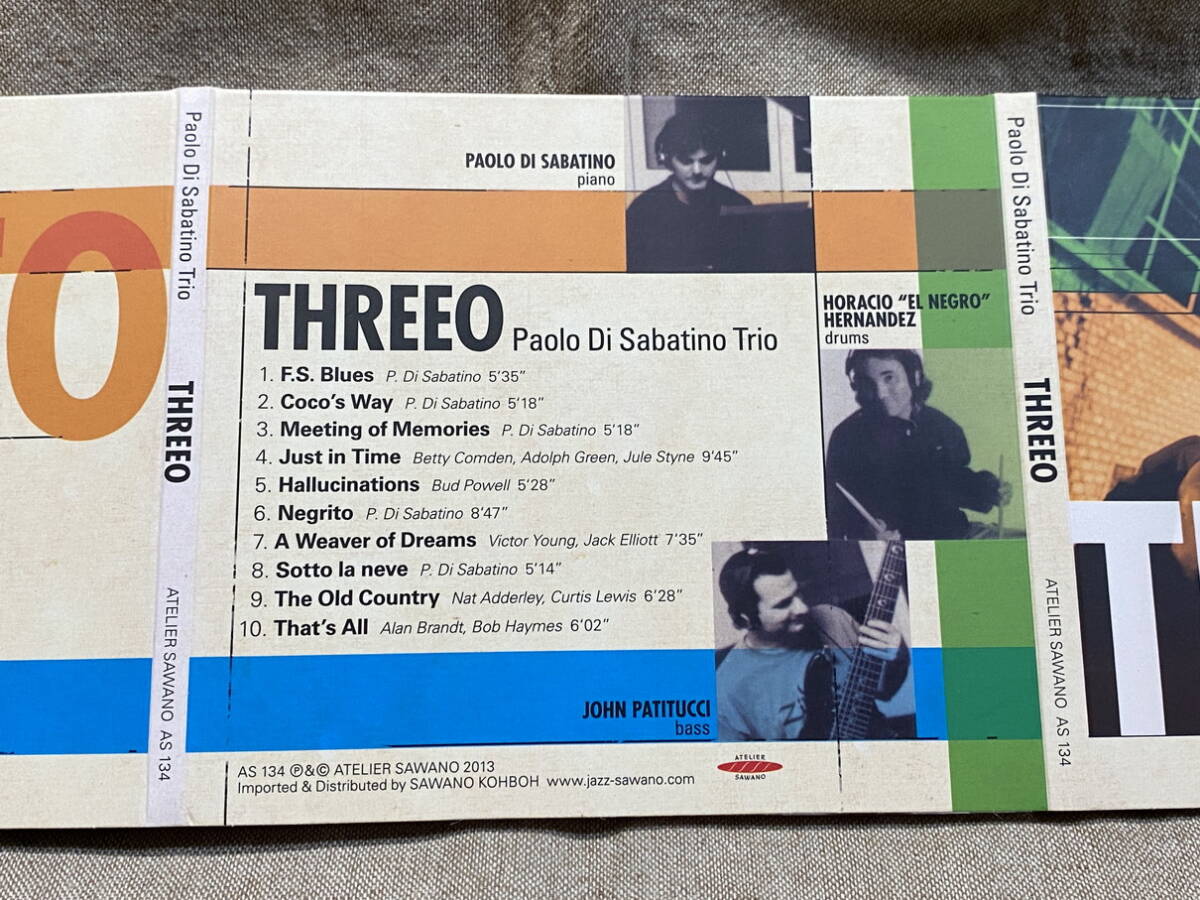 TO
Paolo Di Sabatino Trio
THREEO
ATELIER SAWANO AS 134
PAOLO DI SABATINO
piano
THREEO Paolo Di Sabatino Trio
1. F.S. Blues P. Di Sabatino 5'35"
2. Coco's Way P. Di Sabatino 5'18"
3. Meeting of Memories P. Di Sabatino 5'18"
4. Just in Time Betty Comden, Adolph Green, Jule Styne 9'45"
5. Hallucinations Bud Powell 5'28"
6. Negrito P. Di Sabatino 8'47"
7. A Weaver of Dreams Victor Young, Jack Elliott 7'35"
8. Sotto la neve P. Di Sabatino 5'14"
9. The Old Country Nat Adderley, Curtis Lewis 6'28"
10. That's All Alan Brandt, Bob Haymes 6'02"
HORACIO "EL NEGRO"
HERNANDEZ
drums
JOHN PATITUCCI
bass
AS 134 ℗&© ATELIER SAWANO 2013
Imported & Distributed by SAWANO KOHBOH www.jazz-sawano.com
ATELIER
SAWANO
Paolo Di Sabatino Trio
THREEO
ATELIER SAWANO AS 134
T